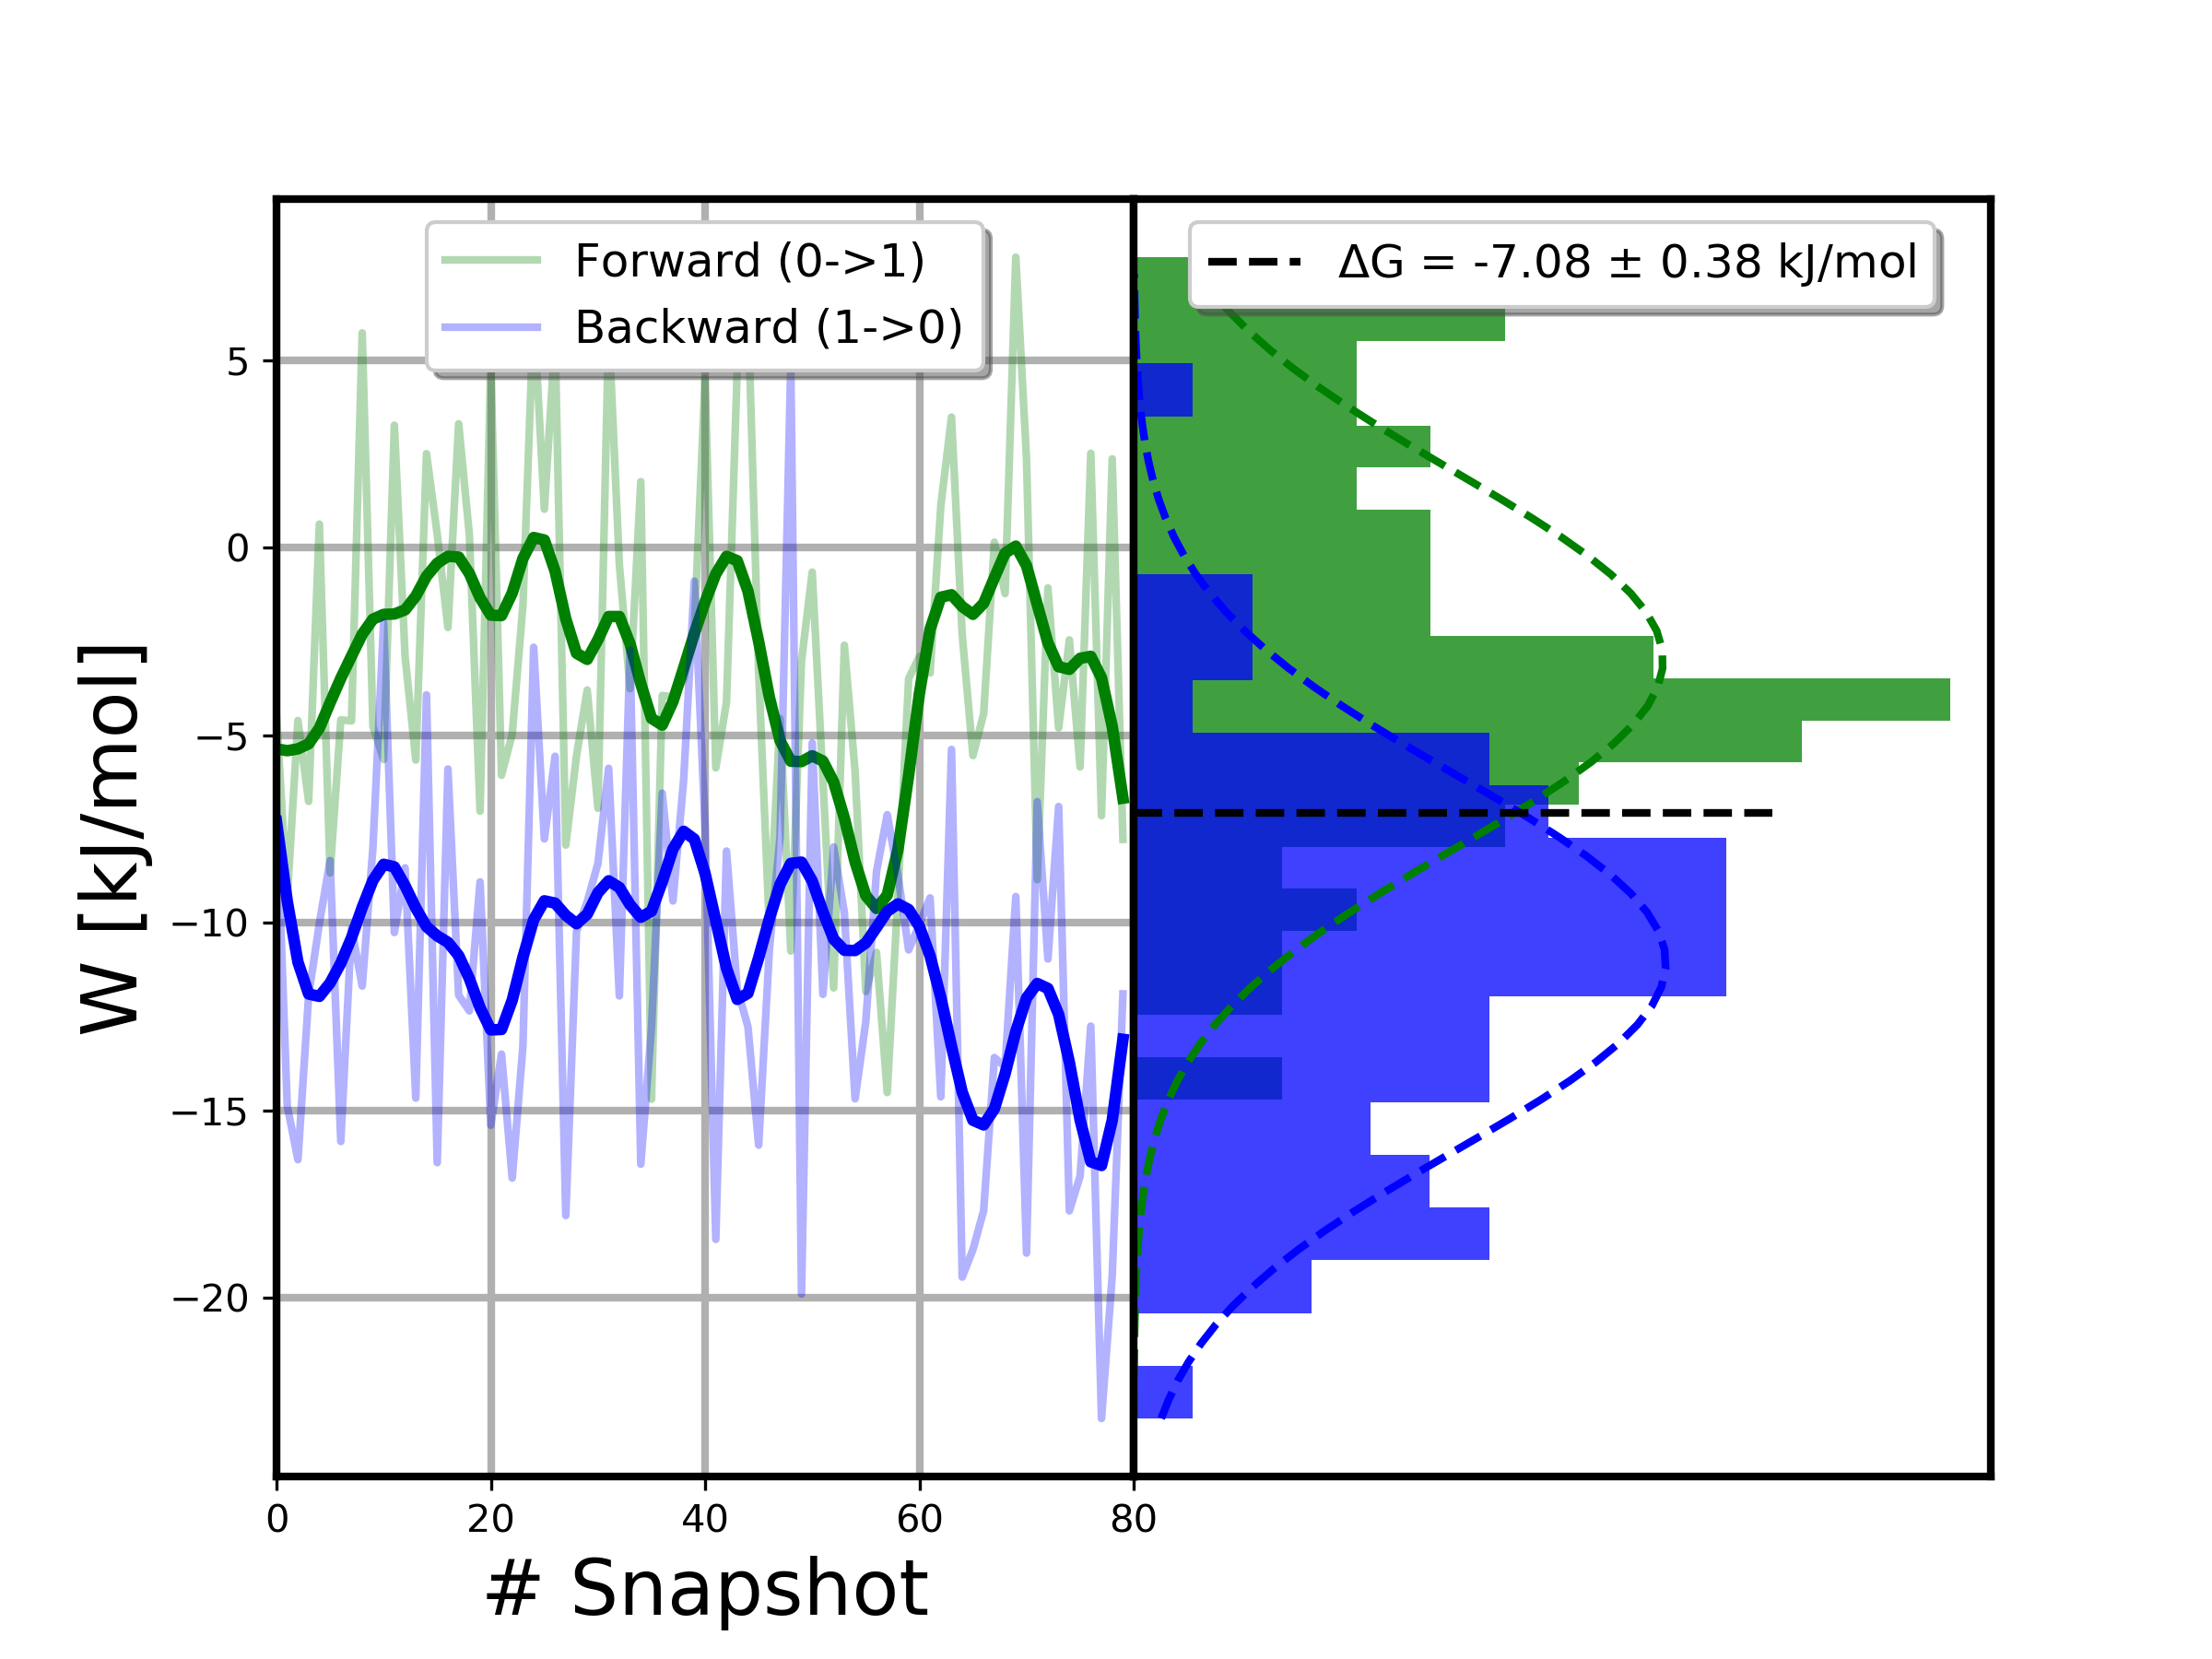 Forward (0->1)
Backward (1->0)
ΔG = -7.08 ± 0.38 kJ/mol
W [kJ/mol]
5
0
−5
−10
−15
−20
0 20 40 60 80
# Snapshot